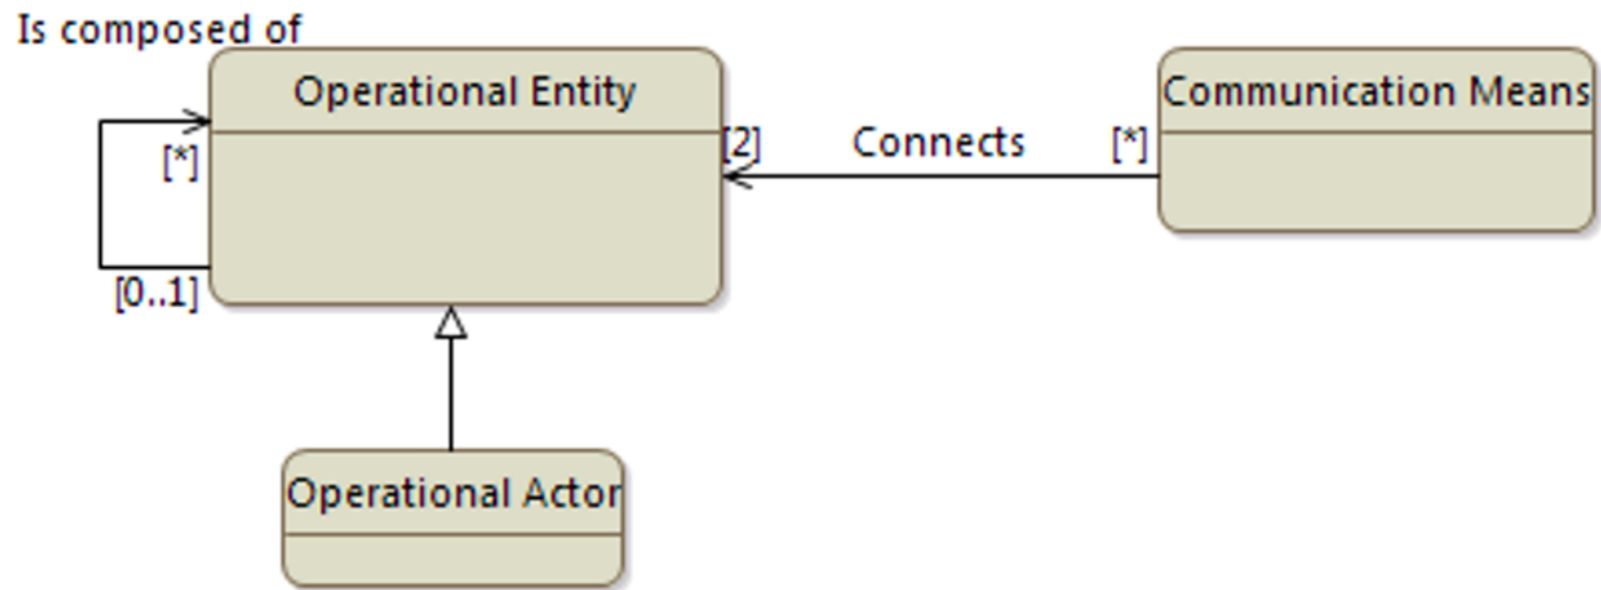 Is composed of
Operational Entity
Communication Means
[2]
Connects
[*]
[*]
[0..1]
Operational Actor